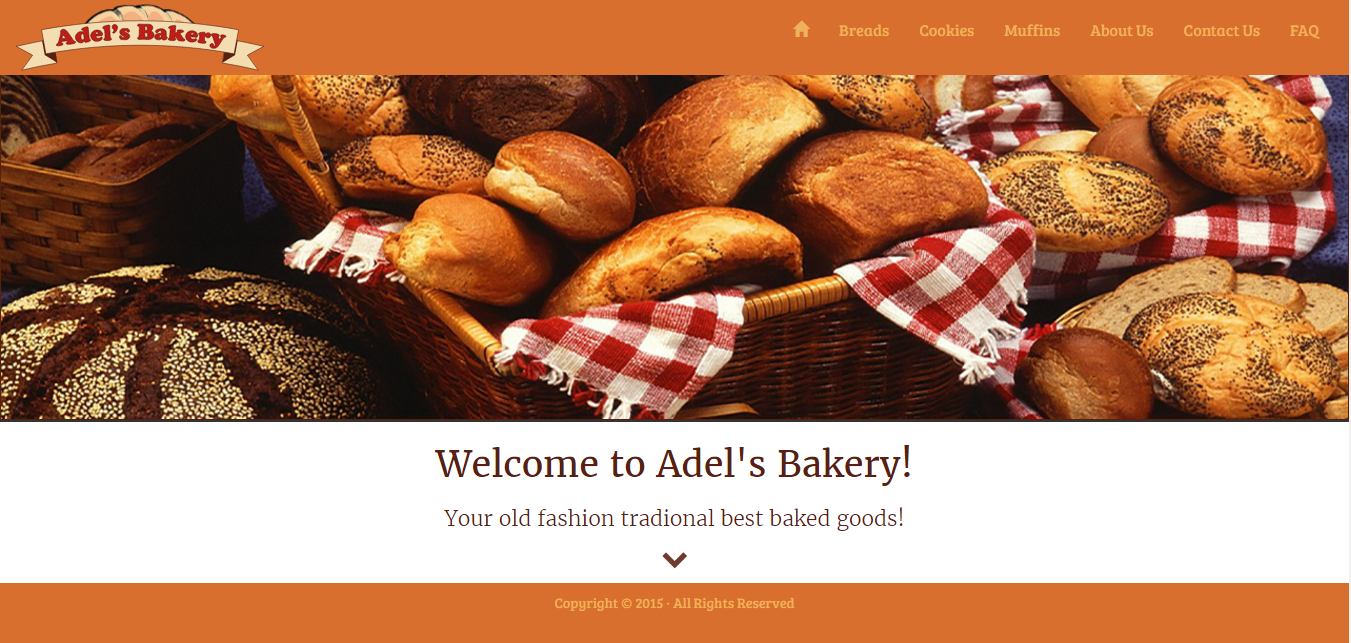 Adel's Bakery
Breads Cookies Muffins About Us Contact Us FAQ
Welcome to Adel's Bakery!
Your old fashion tradional best baked goods!
Copyright © 2015 · All Rights Reserved